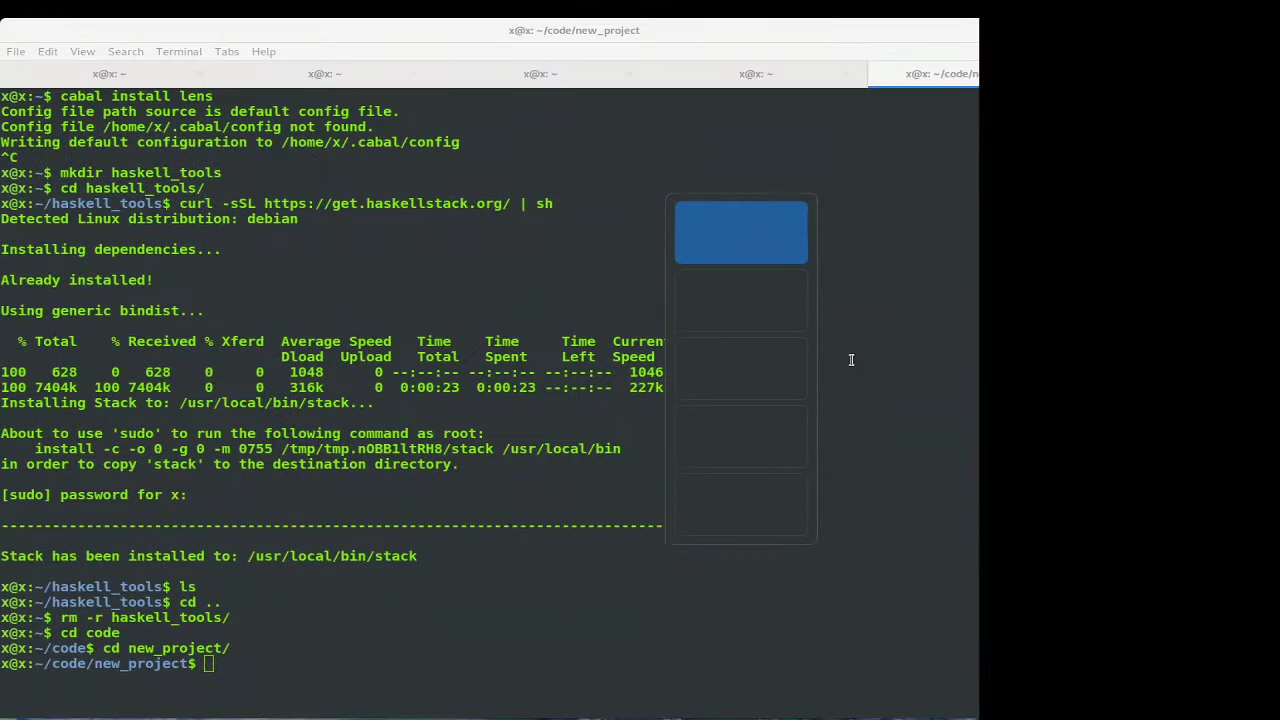 x@x: ~/code/new_project
File Edit View Search Terminal Tabs Help
x@x: ~ x@x: ~ x@x: ~ x@x: ~ x@x: ~/code/n
x@x:~$ cabal install lens
Config file path source is default config file.
Config file /home/x/.cabal/config not found.
Writing default configuration to /home/x/.cabal/config
^C
x@x:~$ mkdir haskell_tools
x@x:~$ cd haskell_tools/
x@x:~/haskell_tools$ curl -sSL https://get.haskellstack.org/ | sh
Detected Linux distribution: debian
Installing dependencies...
Already installed!
Using generic bindist...
% Total % Received % Xferd Average Speed Time Time Time Current
Dload Upload Total Spent Left Speed
100 628 0 628 0 0 1048 0 --:--:-- --:--:-- --:--:-- 1046
100 7404k 100 7404k 0 0 316k 0 0:00:23 0:00:23 --:--:-- 227k
Installing Stack to: /usr/local/bin/stack...
About to use 'sudo' to run the following command as root:
install -c -o 0 -g 0 -m 0755 /tmp/tmp.nOBB1ltRH8/stack /usr/local/bin
in order to copy 'stack' to the destination directory.
[sudo] password for x:
------------------------------------------------------------------------------
Stack has been installed to: /usr/local/bin/stack
x@x:~/haskell_tools$ ls
x@x:~/haskell_tools$ cd ..
x@x:~$ rm -r haskell_tools/
x@x:~$ cd code
x@x:~/code$ cd new_project/
x@x:~/code/new_project$